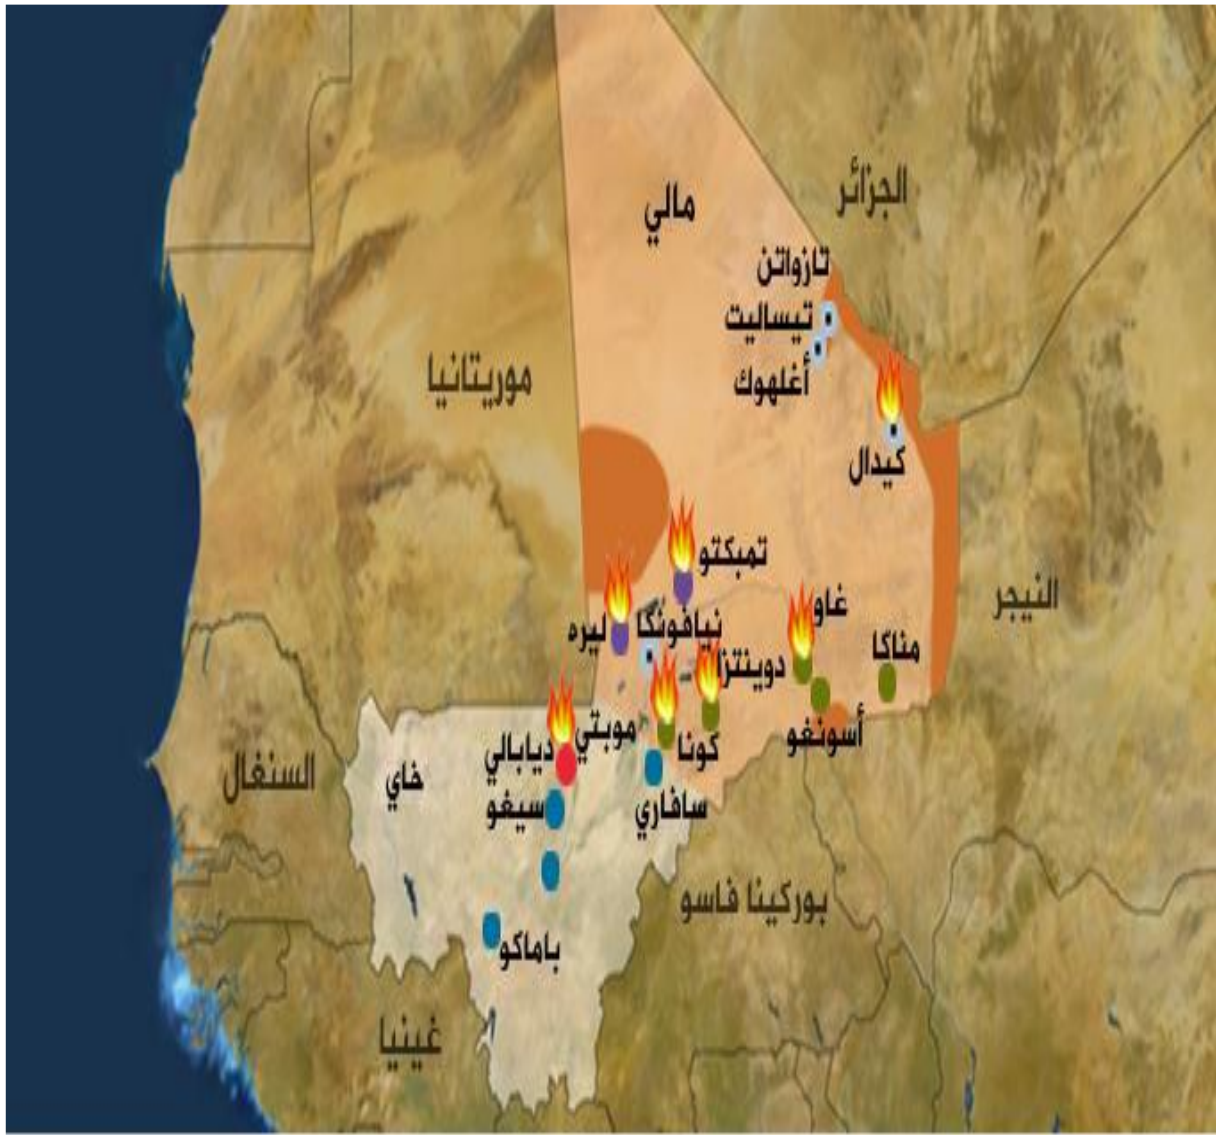 الجزائر
مالي
تازواتن
تيساليت
أغلهوك
موريتانيا
كيدال
تمبكتو
النيجر
غاو
نيافونكا
ليره
مناكا
دوينتزا
أسونغو
موبتي
كونا
ديابالي
السنغال
خاي
سيغو
سافاري
بوركينا فاسو
باماكو
غينيا